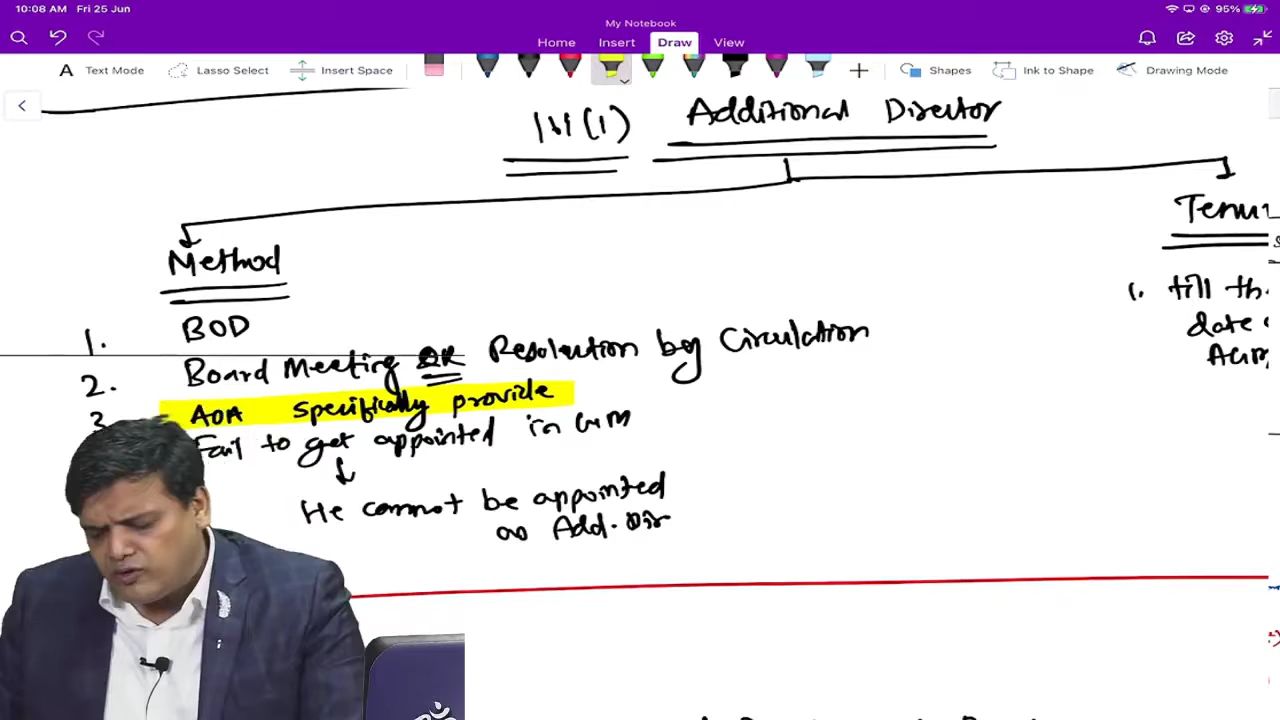 10:08 AM Fri 25 Jun
95%
My Notebook
Home Insert Draw View
Text Mode Lasso Select Insert Space Shapes Ink to Shape Drawing Mode
161(1) Additional Director
Method
1. BOD
2. Board Meeting OR Resolution by Circulation
3. AOA specifically provide
Fail to get appointed in GM
He cannot be appointed
as Add. Dir
1. till th
date o
AGM